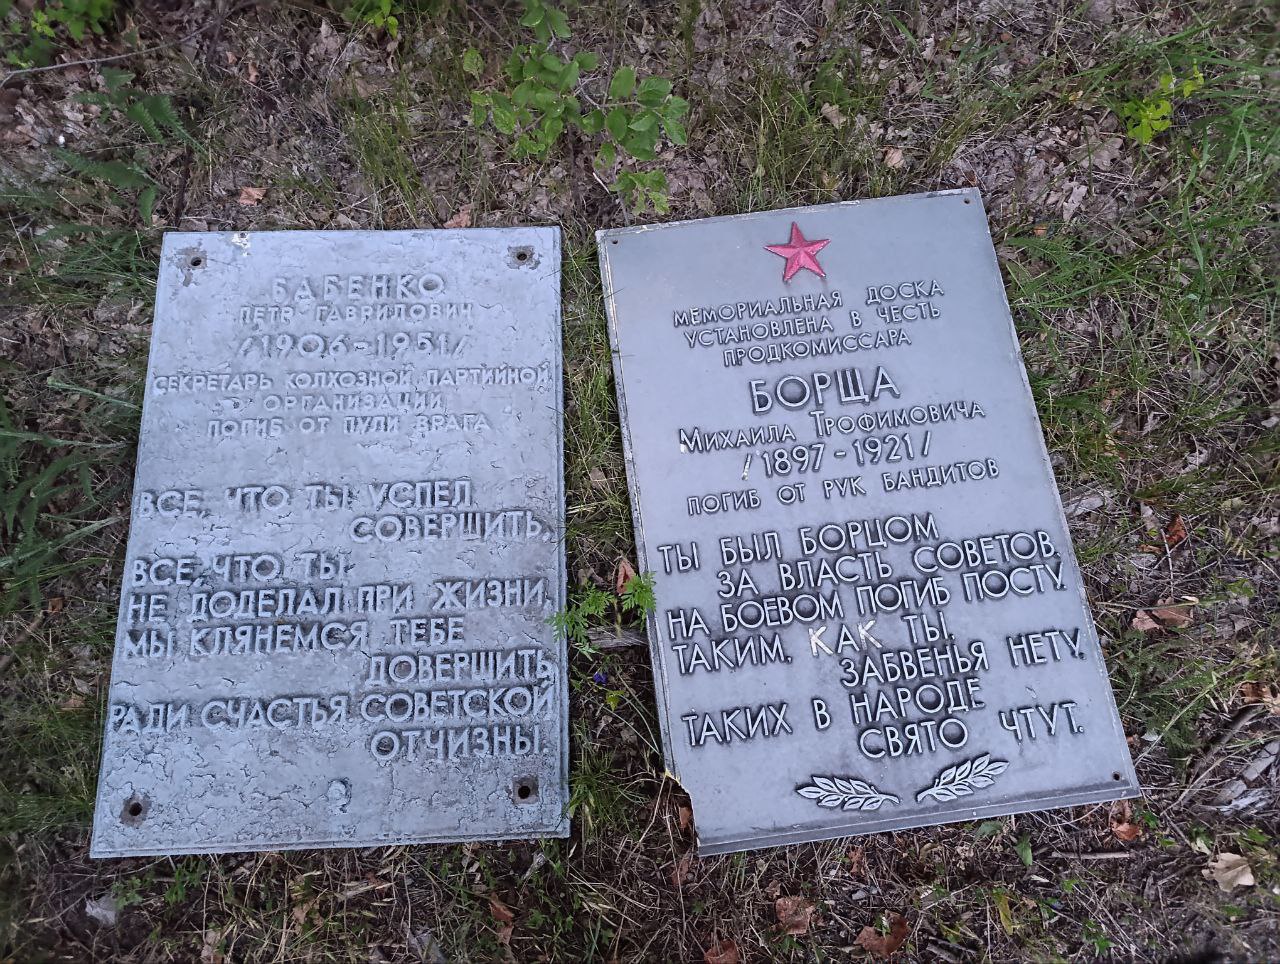 БАБЕНКО
ПЕТР ГАВРИЛОВИЧ
/1906-1951/
СЕКРЕТАРЬ КОЛХОЗНОЙ ПАРТИЙНОЙ
ОРГАНИЗАЦИИ
ПОГИБ ОТ ПУЛИ ВРАГА
ВСЕ, ЧТО ТЫ УСПЕЛ
СОВЕРШИТЬ,
ВСЕ, ЧТО ТЫ
НЕ ДОДЕЛАЛ ПРИ ЖИЗНИ,
МЫ КЛЯНЕМСЯ ТЕБЕ
ДОВЕРШИТЬ
РАДИ СЧАСТЬЯ СОВЕТСКОЙ
ОТЧИЗНЫ.
МЕМОРИАЛЬНАЯ ДОСКА
УСТАНОВЛЕНА В ЧЕСТЬ
ПРОДКОМИССАРА
БОРЩА
МИХАИЛА ТРОФИМОВИЧА
/1897-1921/
ПОГИБ ОТ РУК БАНДИТОВ
ТЫ БЫЛ БОРЦОМ
ЗА ВЛАСТЬ СОВЕТОВ,
НА БОЕВОМ ПОГИБ ПОСТУ,
ТАКИМ, КАК ТЫ,
ЗАБВЕНЬЯ НЕТУ,
ТАКИХ В НАРОДЕ
СВЯТО ЧТУТ.